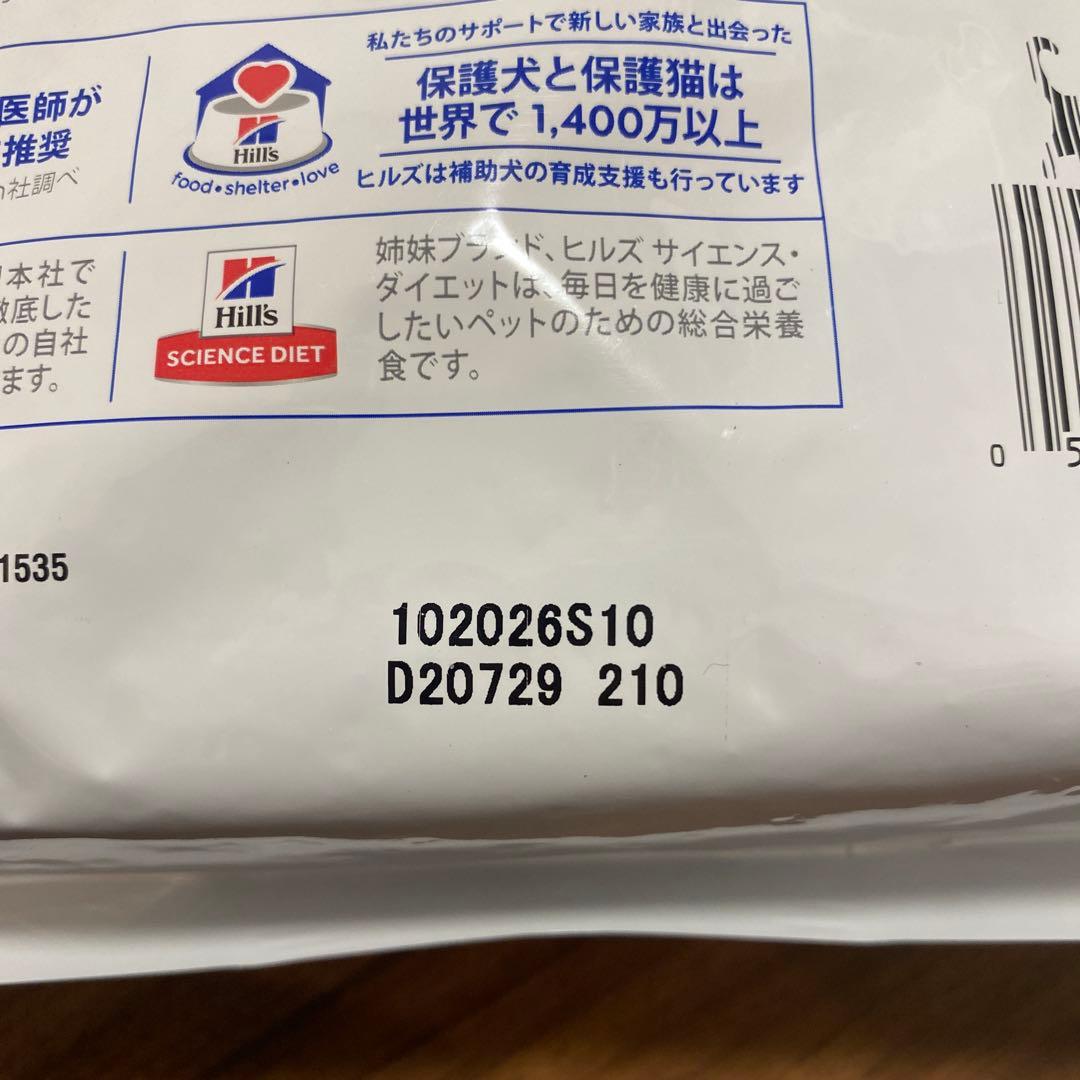 医師が
推奨
社調べ
Hill's
food•shelter•love
私たちのサポートで新しい家族と出会った
保護犬と保護猫は
世界で 1,400万以上
ヒルズは補助犬の育成支援も行っています
本社で
徹底した
の自社
ます。
Hill's
SCIENCE DIET
姉妹ブランド、ヒルズ サイエンス・
ダイエットは、毎日を健康に過ご
したいペットのための総合栄養
食です。
0 5
1535
102026S10
D20729 210